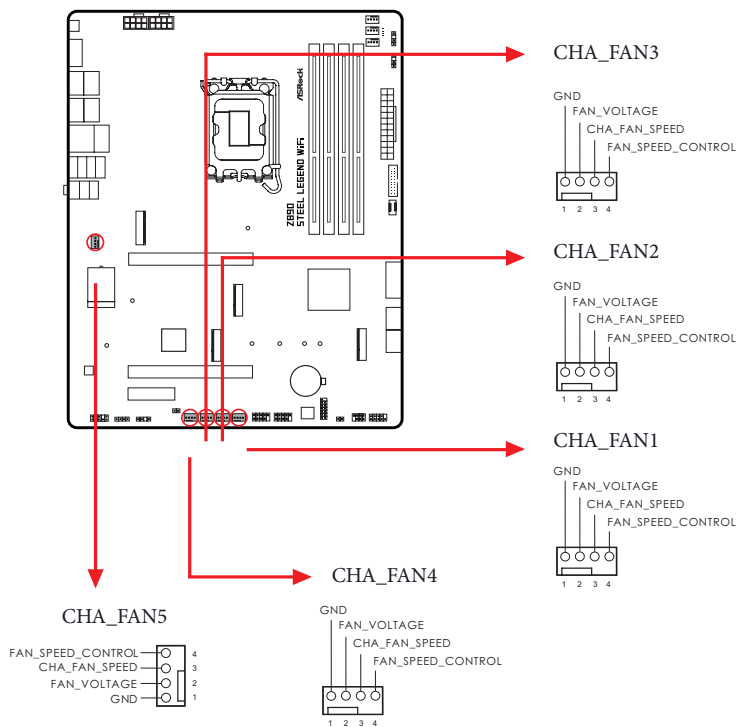 ASRock
Z890
STEEL LEGEND WiFi
CHA_FAN3
GND
FAN_VOLTAGE
CHA_FAN_SPEED
FAN_SPEED_CONTROL
1 2 3 4
CHA_FAN2
GND
FAN_VOLTAGE
CHA_FAN_SPEED
FAN_SPEED_CONTROL
1 2 3 4
CHA_FAN1
GND
FAN_VOLTAGE
CHA_FAN_SPEED
FAN_SPEED_CONTROL
1 2 3 4
CHA_FAN4
GND
FAN_VOLTAGE
CHA_FAN_SPEED
FAN_SPEED_CONTROL
1 2 3 4
CHA_FAN5
FAN_SPEED_CONTROL 4
CHA_FAN_SPEED 3
FAN_VOLTAGE 2
GND 1